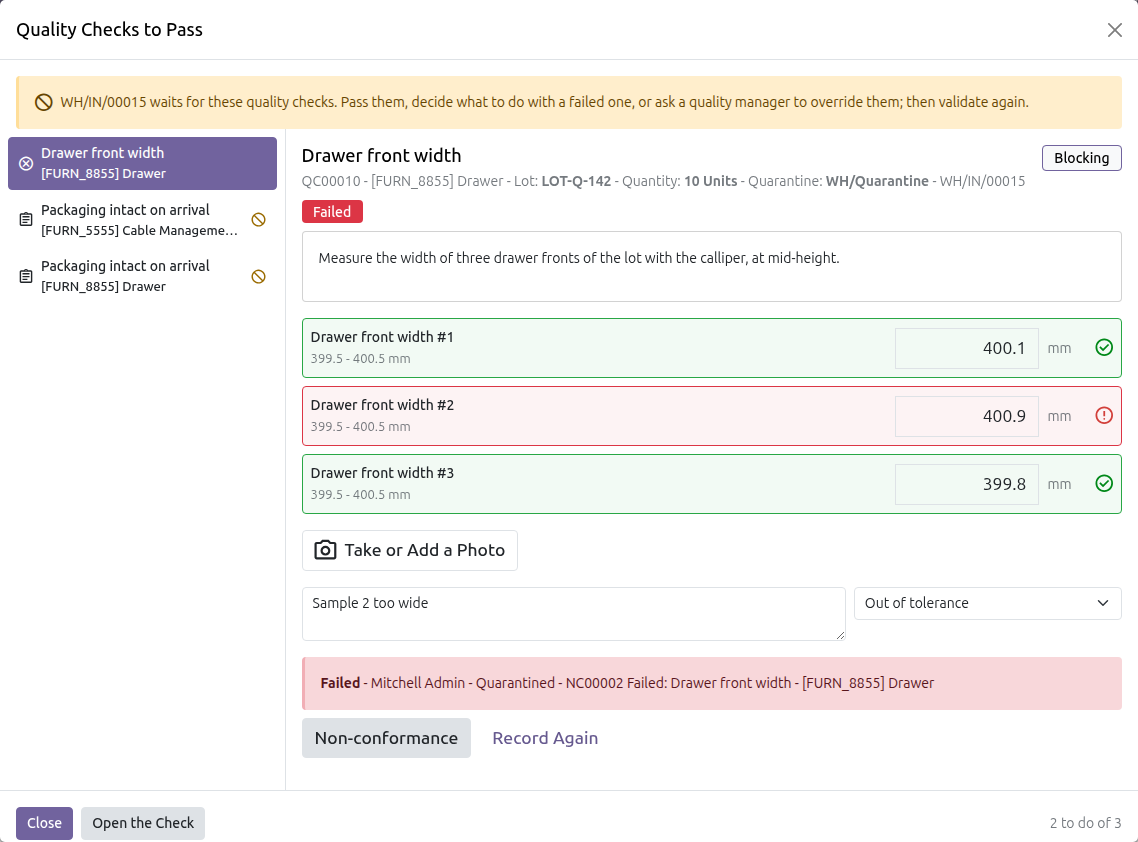 Quality Checks to Pass
WH/IN/00015 waits for these quality checks. Pass them, decide what to do with a failed one, or ask a quality manager to override them; then validate again.
Drawer front width
[FURN_8855] Drawer
Packaging intact on arrival
[FURN_5555] Cable Manageme...
Packaging intact on arrival
[FURN_8855] Drawer
Drawer front width
Blocking
QC00010 - [FURN_8855] Drawer - Lot: LOT-Q-142 - Quantity: 10 Units - Quarantine: WH/Quarantine - WH/IN/00015
Failed
Measure the width of three drawer fronts of the lot with the calliper, at mid-height.
Drawer front width #1
399.5 - 400.5 mm
400.1 mm
Drawer front width #2
399.5 - 400.5 mm
400.9 mm
Drawer front width #3
399.5 - 400.5 mm
399.8 mm
Take or Add a Photo
Sample 2 too wide
Out of tolerance
Failed - Mitchell Admin - Quarantined - NC00002 Failed: Drawer front width - [FURN_8855] Drawer
Non-conformance Record Again
Close Open the Check 2 to do of 3